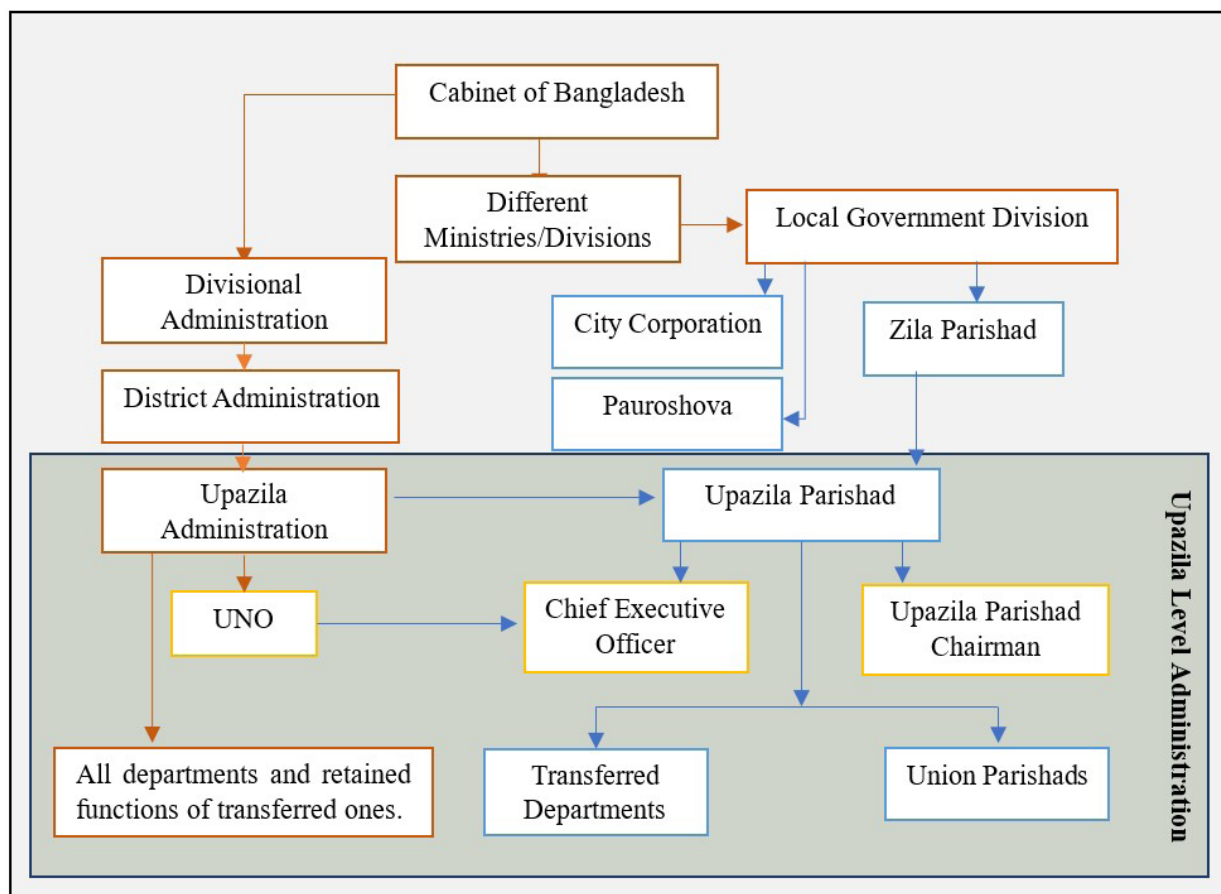 Cabinet of Bangladesh
Different
Ministries/Divisions
Local Government Division
Divisional
Administration
City Corporation
Zila Parishad
District Administration
Pauroshova
Upazila
Administration
Upazila Parishad
UNO
Chief Executive
Officer
Upazila Parishad
Chairman
All departments and retained
functions of transferred ones.
Transferred
Departments
Union Parishads
Upazila Level Administration